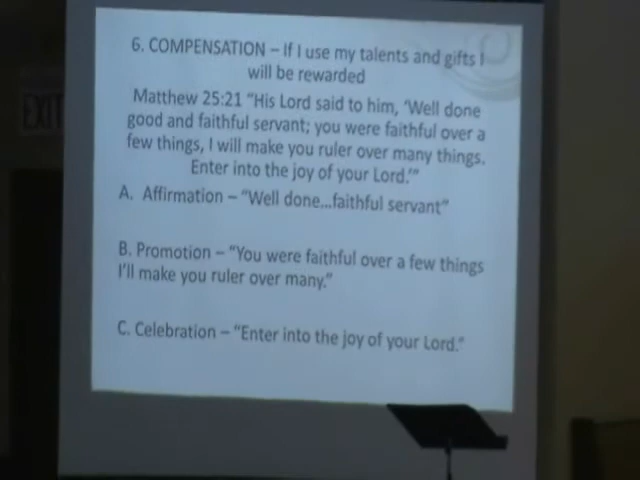 6. COMPENSATION – If I use my talents and gifts I
will be rewarded
Matthew 25:21 "His Lord said to him, 'Well done
good and faithful servant; you were faithful over a
few things, I will make you ruler over many things.
Enter into the joy of your Lord.'"
A. Affirmation – "Well done...faithful servant"
B. Promotion – "You were faithful over a few things
I'll make you ruler over many."
C. Celebration – "Enter into the joy of your Lord."
EXIT